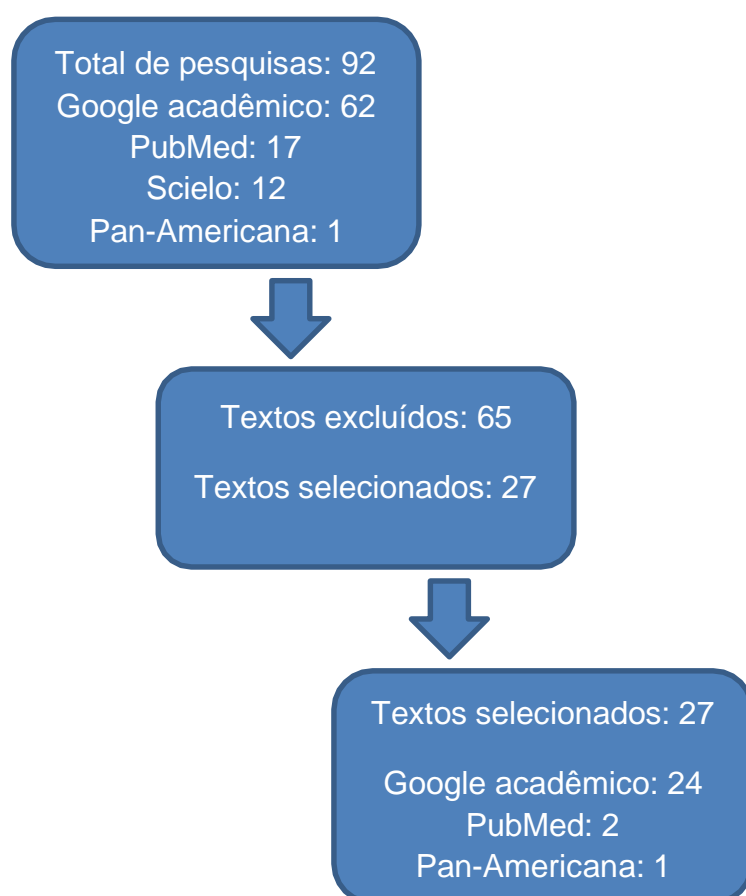 Total de pesquisas: 92
Google acadêmico: 62
PubMed: 17
Scielo: 12
Pan-Americana: 1
Textos excluídos: 65
Textos selecionados: 27
Textos selecionados: 27
Google acadêmico: 24
PubMed: 2
Pan-Americana: 1